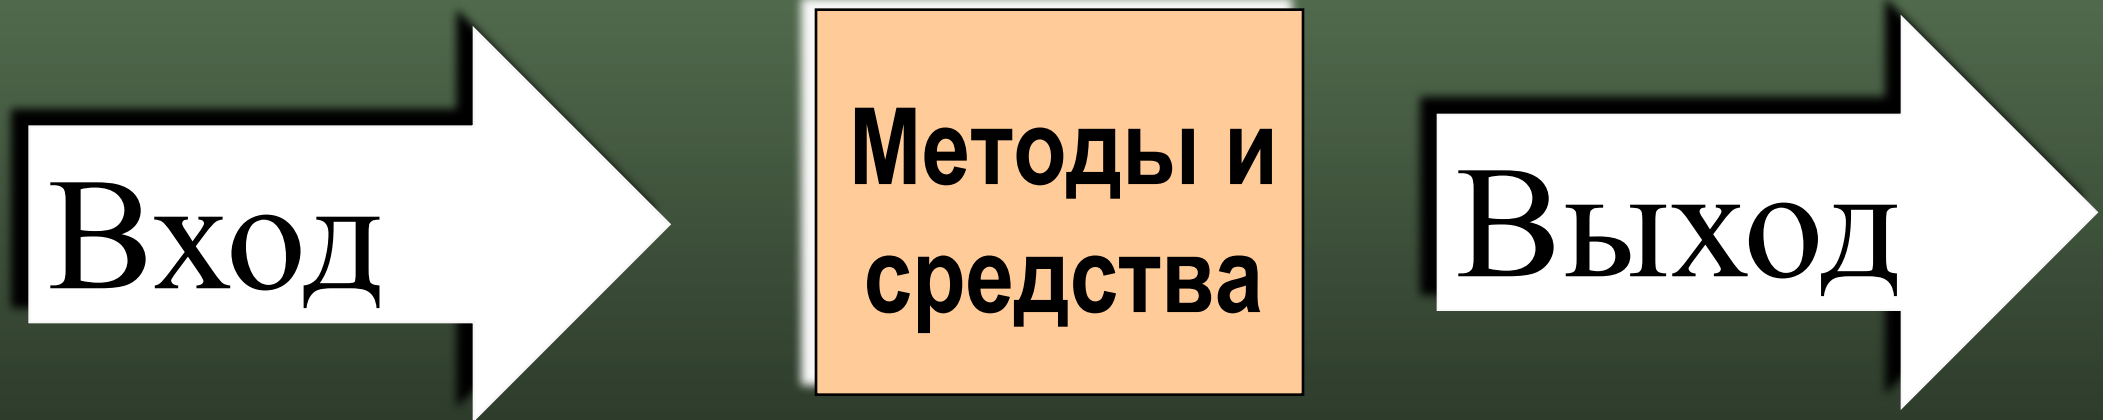 Вход
Методы и
средства
Выход